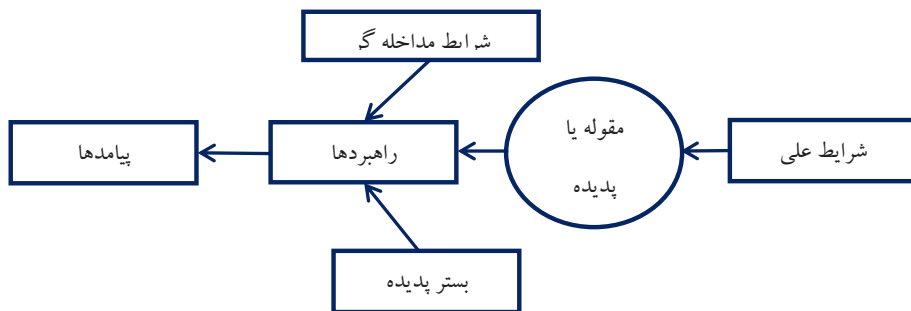 شرایط مداخله گر
شرایط علی
مقوله یا
پدیده
راهبردها
پیامدها
بستر پدیده